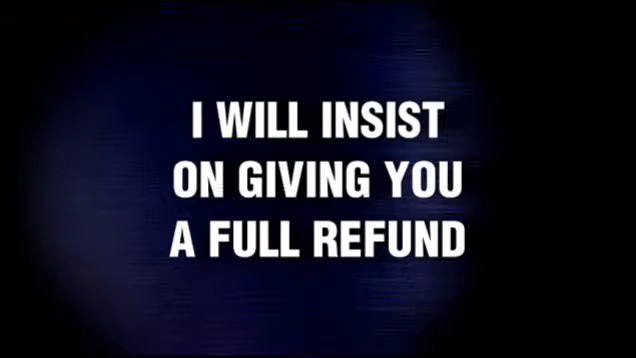 I WILL INSIST
ON GIVING YOU
A FULL REFUND